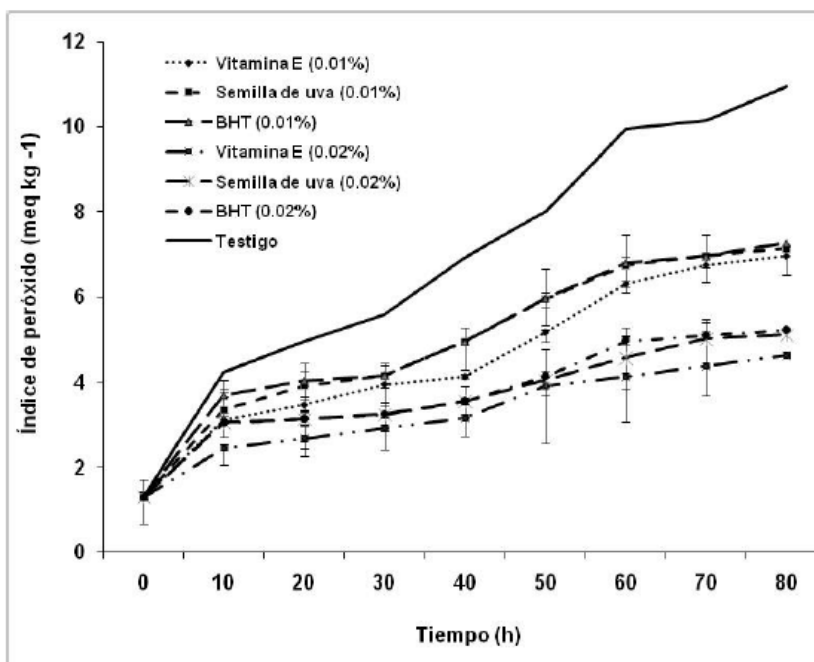 Índice de peróxido (meq kg -1)
12
10
8
6
4
2
0
Vitamina E (0.01%)
Semilla de uva (0.01%)
BHT (0.01%)
Vitamina E (0.02%)
Semilla de uva (0.02%)
BHT (0.02%)
Testigo
0 10 20 30 40 50 60 70 80
Tiempo (h)